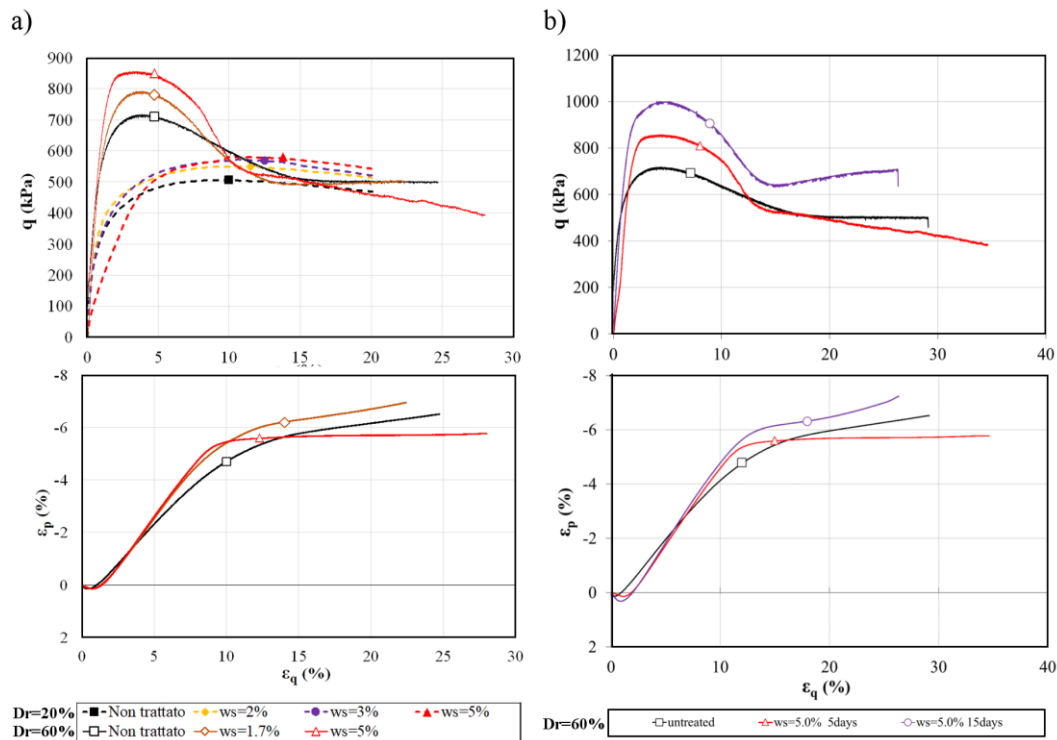 a)
b)
900
800
700
600
500
400
300
200
100
0
q (kPa)
0 5 10 15 20 25 30
1200
1000
800
600
400
200
0
q (kPa)
0 10 20 30 40
-8
-6
-4
-2
0
2
εp (%)
0 5 10 15 20 25 30
εq (%)
-8
-6
-4
-2
0
2
εp (%)
0 10 20 30 40
εq (%)
Dr=20% Non trattato ws=2% ws=3% ws=5%
Dr=60% Non trattato ws=1.7% ws=5%
Dr=60% untreated ws=5.0% 5days ws=5.0% 15days